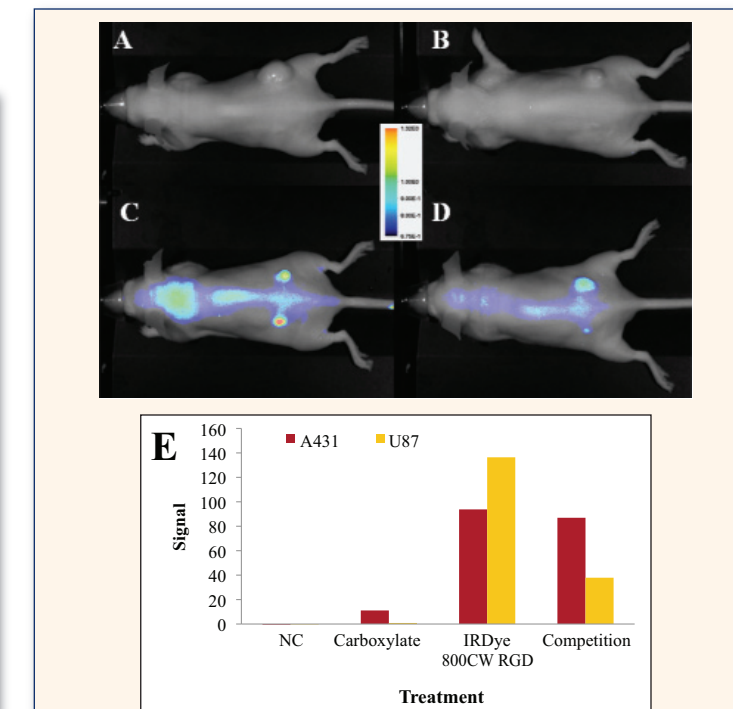 A
B
C
D
E
160
140
120
100
80
60
40
20
0
A431
U87
Signal
NC
Carboxylate
IRDye
800CW RGD
Competition
Treatment